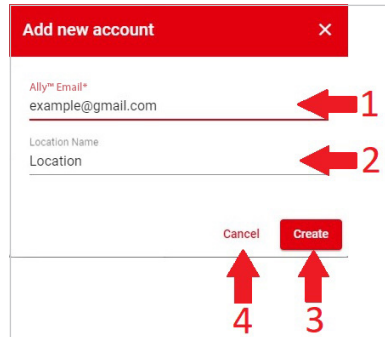 Add new account ×
Ally™ Email*
example@gmail.com 1
Location Name
Location 2
Cancel Create
4 3